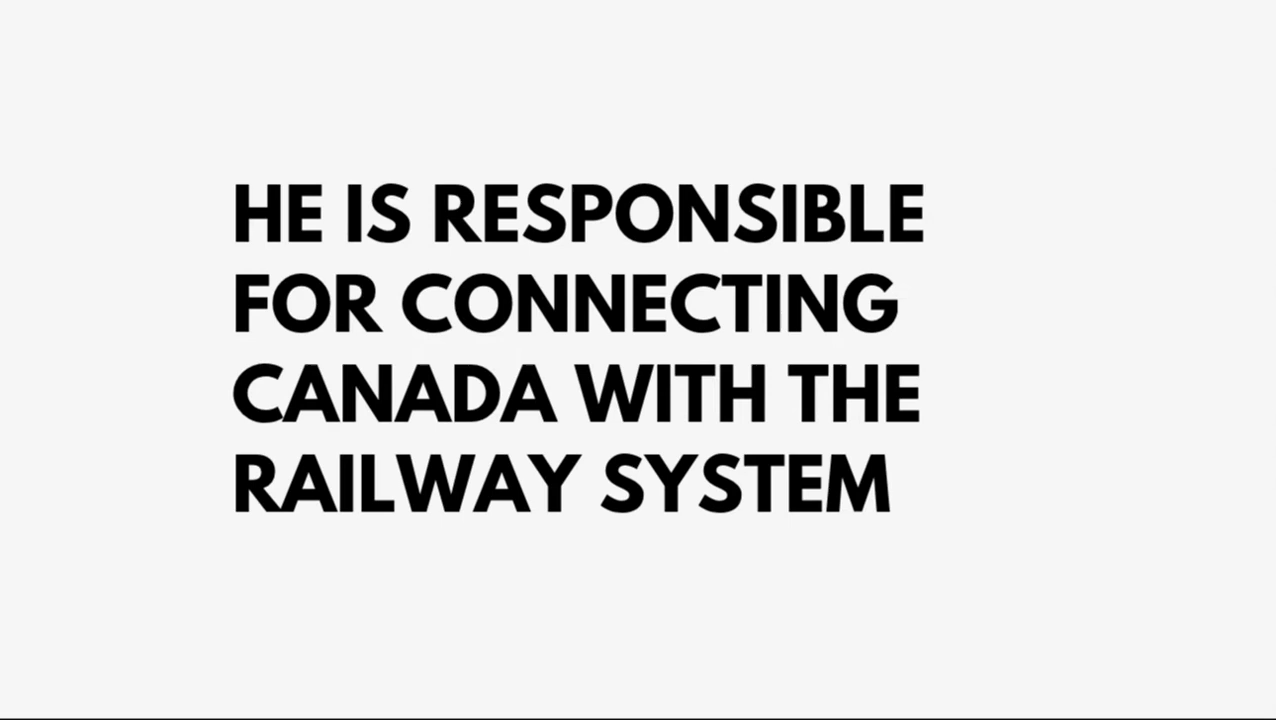 HE IS RESPONSIBLE
FOR CONNECTING
CANADA WITH THE
RAILWAY SYSTEM